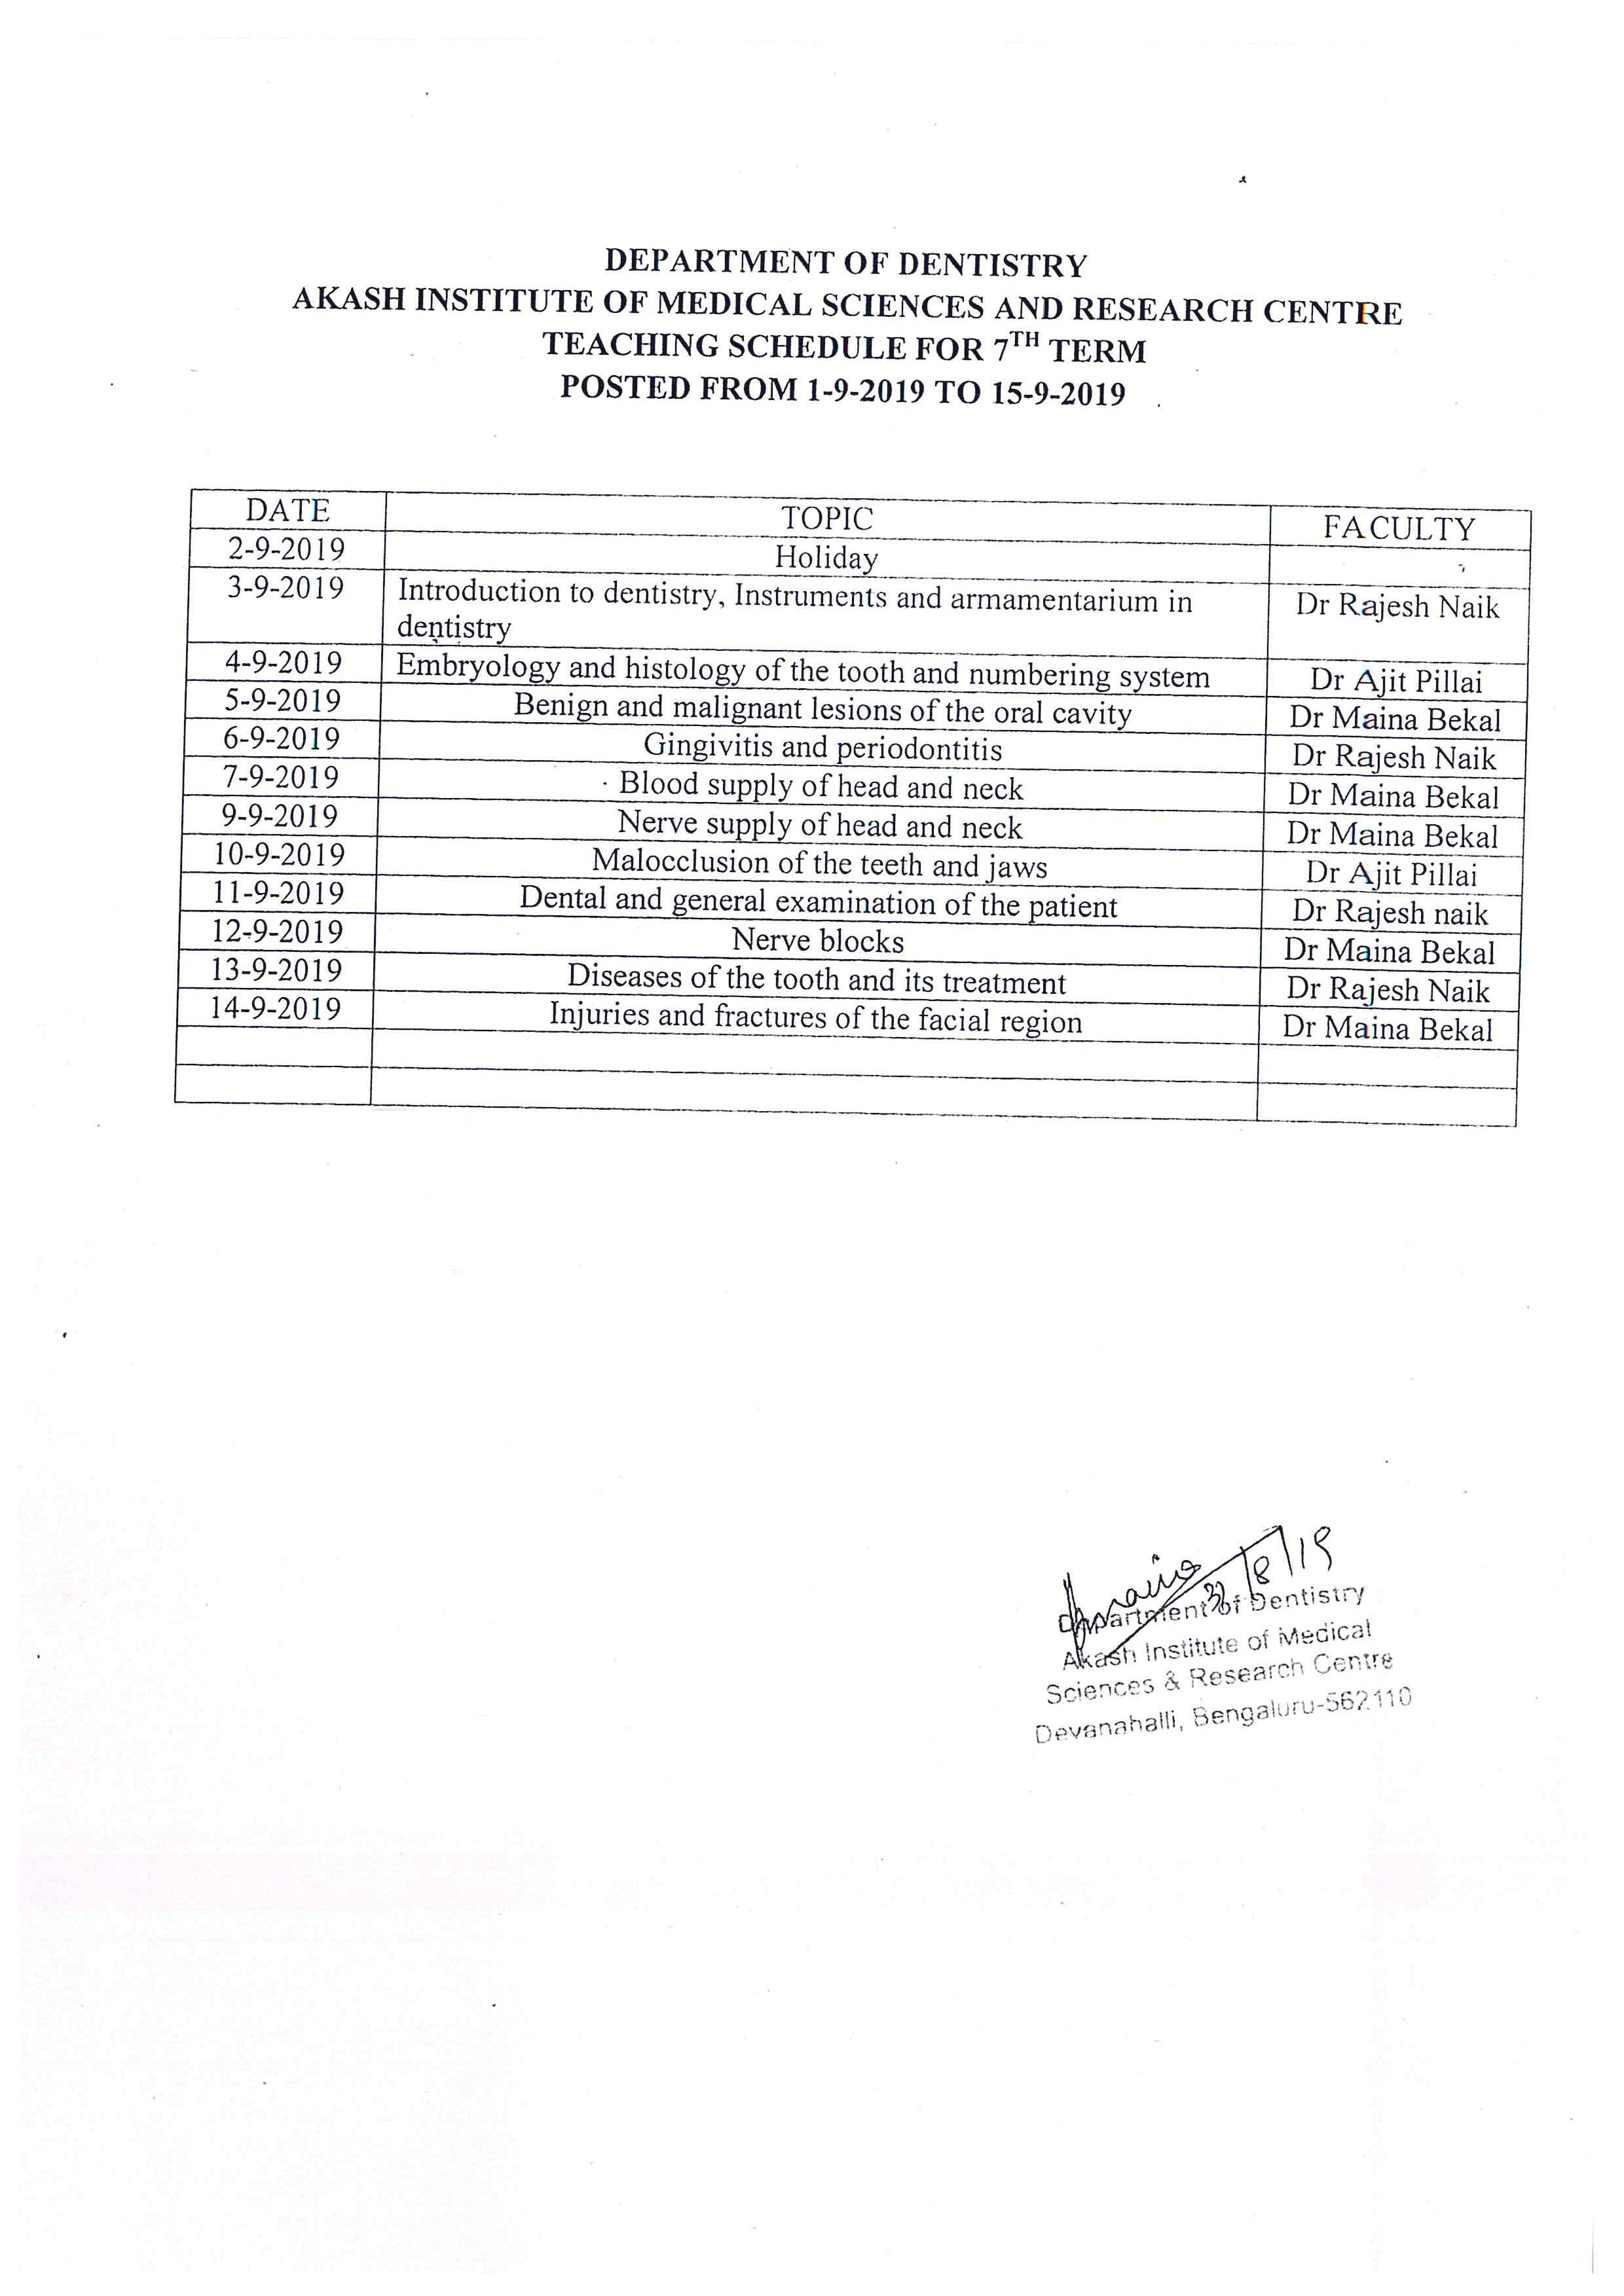 DEPARTMENT OF DENTISTRY
AKASH INSTITUTE OF MEDICAL SCIENCES AND RESEARCH CENTRE
TEACHING SCHEDULE FOR 7TH TERM
POSTED FROM 1-9-2019 TO 15-9-2019
DATE TOPIC FACULTY
2-9-2019 Holiday
3-9-2019 Introduction to dentistry, Instruments and armamentarium in Dr Rajesh Naik
dentistry
4-9-2019 Embryology and histology of the tooth and numbering system Dr Ajit Pillai
5-9-2019 Benign and malignant lesions of the oral cavity Dr Maina Bekal
6-9-2019 Gingivitis and periodontitis Dr Rajesh Naik
7-9-2019 Blood supply of head and neck Dr Maina Bekal
9-9-2019 Nerve supply of head and neck Dr Maina Bekal
10-9-2019 Malocclusion of the teeth and jaws Dr Ajit Pillai
11-9-2019 Dental and general examination of the patient Dr Rajesh naik
12-9-2019 Nerve blocks Dr Maina Bekal
13-9-2019 Diseases of the tooth and its treatment Dr Rajesh Naik
14-9-2019 Injuries and fractures of the facial region Dr Maina Bekal
Department of Dentistry
Akash Institute of Medical
Sciences & Research Centre
Devanahalli, Bengaluru-562110